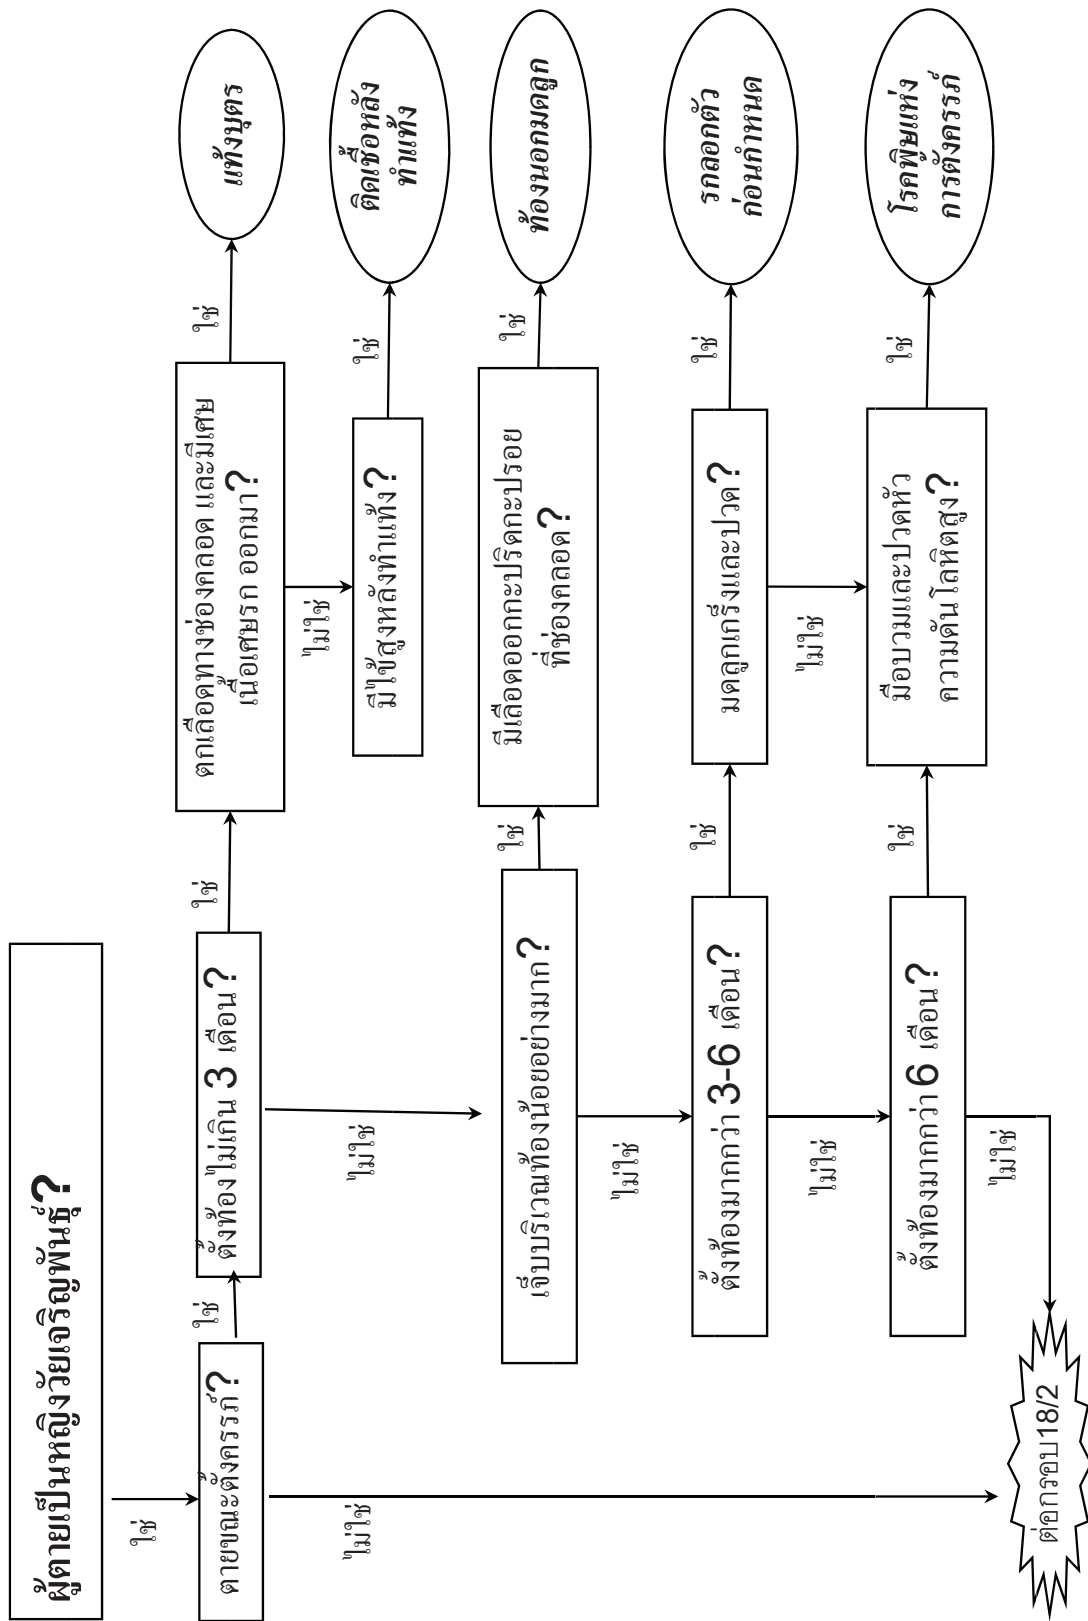 ผู้ตายเป็นหญิงวัยเจริญพันธุ์?
ใช่
ตายขณะตั้งครรภ์?
ใช่
ไม่ใช่
ตั้งท้องไม่เกิน 3 เดือน?
ใช่
ไม่ใช่
ตกเลือดทางช่องคลอด และมีเศษ
เนื้อเศษรก ออกมา?
ใช่
แท้งบุตร
ไม่ใช่
มีไข้สูงหลังทำแท้ง?
ใช่
ติดเชื้อหลัง
ทำแท้ง
เจ็บบริเวณท้องน้อยอย่างมาก?
ใช่
ไม่ใช่
มีเลือดออกกะปริดกะปรอย
ที่ช่องคลอด?
ใช่
ท้องนอกมดลูก
ตั้งท้องมากกว่า 3-6 เดือน?
ใช่
ไม่ใช่
มดลูกเกร็งและปวด?
ใช่
รกลอกตัว
ก่อนกำหนด
ไม่ใช่
ตั้งท้องมากกว่า 6 เดือน?
ใช่
ไม่ใช่
มือบวมและปวดหัว
ความดันโลหิตสูง?
ใช่
โรคพิษแห่ง
การตั้งครรภ์
ต่อกรอบ18/2